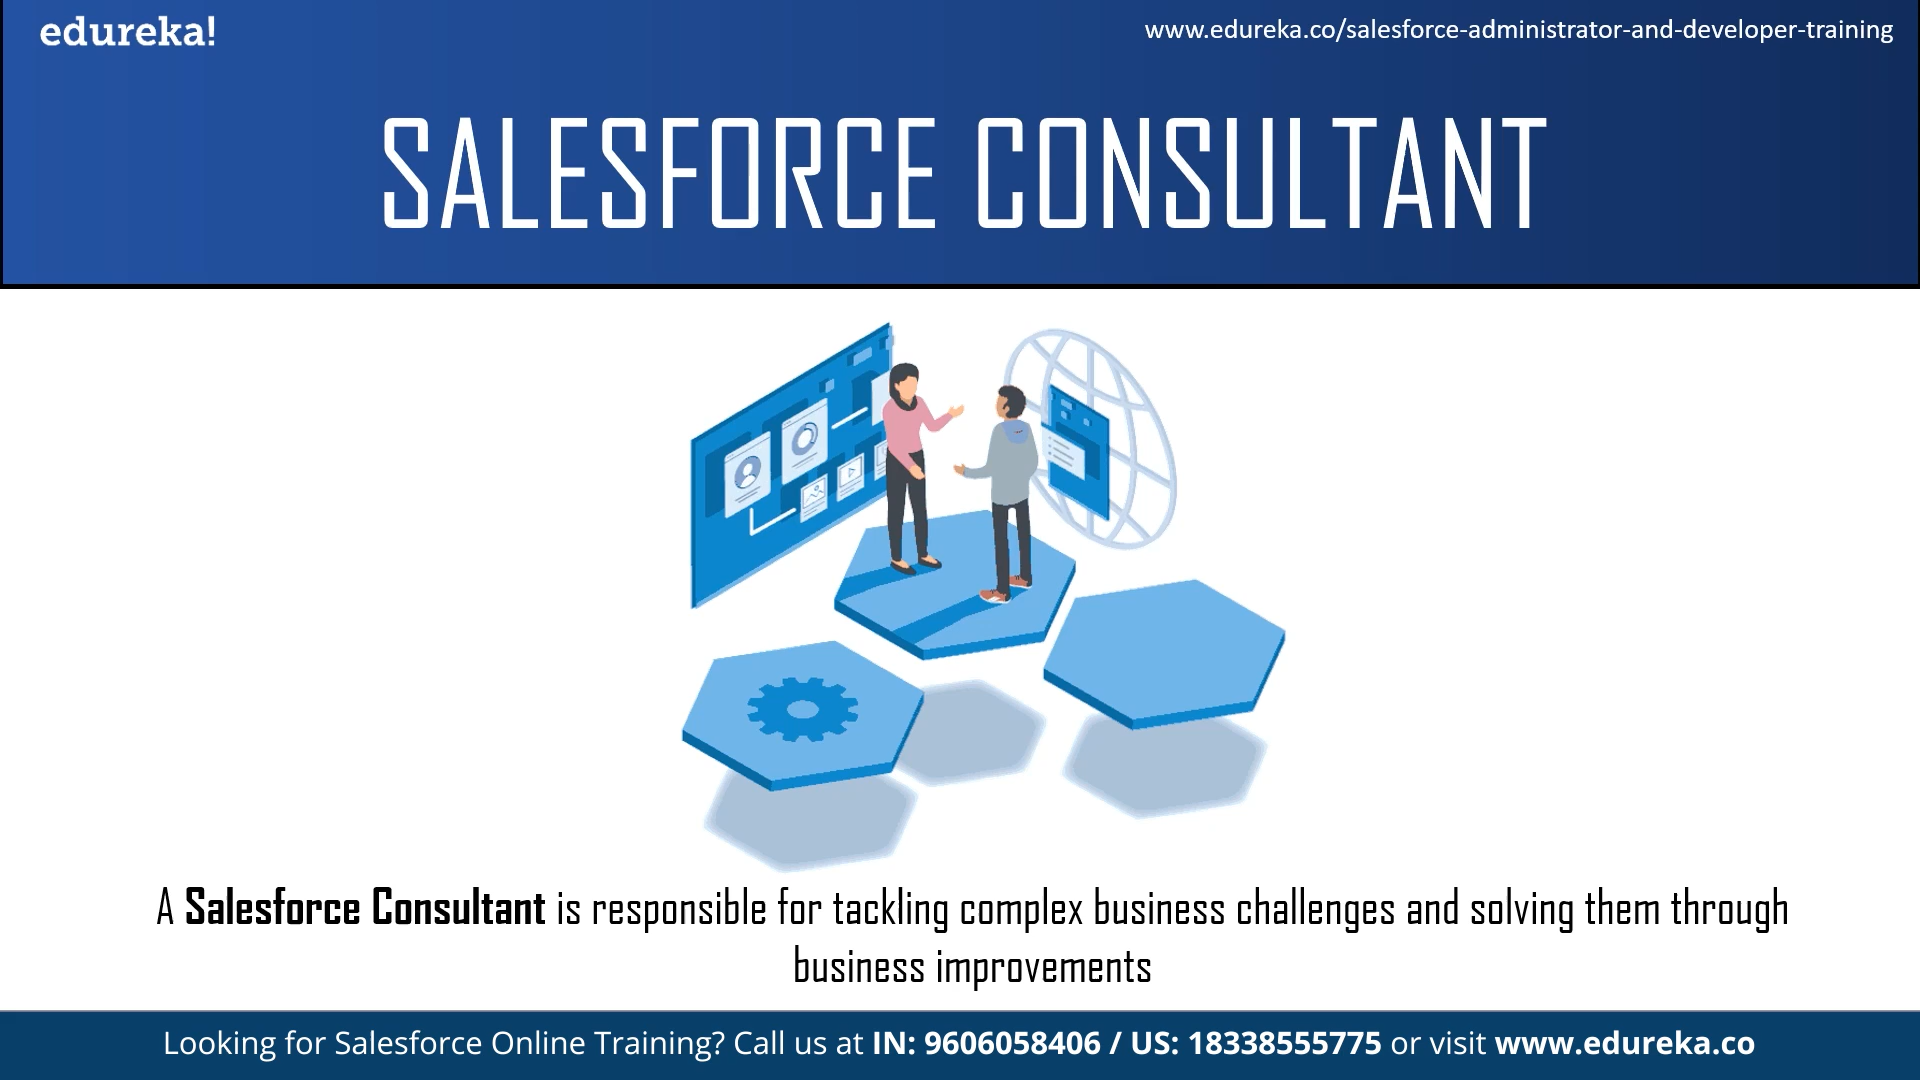 edureka!
www.edureka.co/salesforce-administrator-and-developer-training
SALESFORCE CONSULTANT
A Salesforce Consultant is responsible for tackling complex business challenges and solving them through
business improvements
Looking for Salesforce Online Training? Call us at IN: 9606058406 / US: 18338555775 or visit www.edureka.co